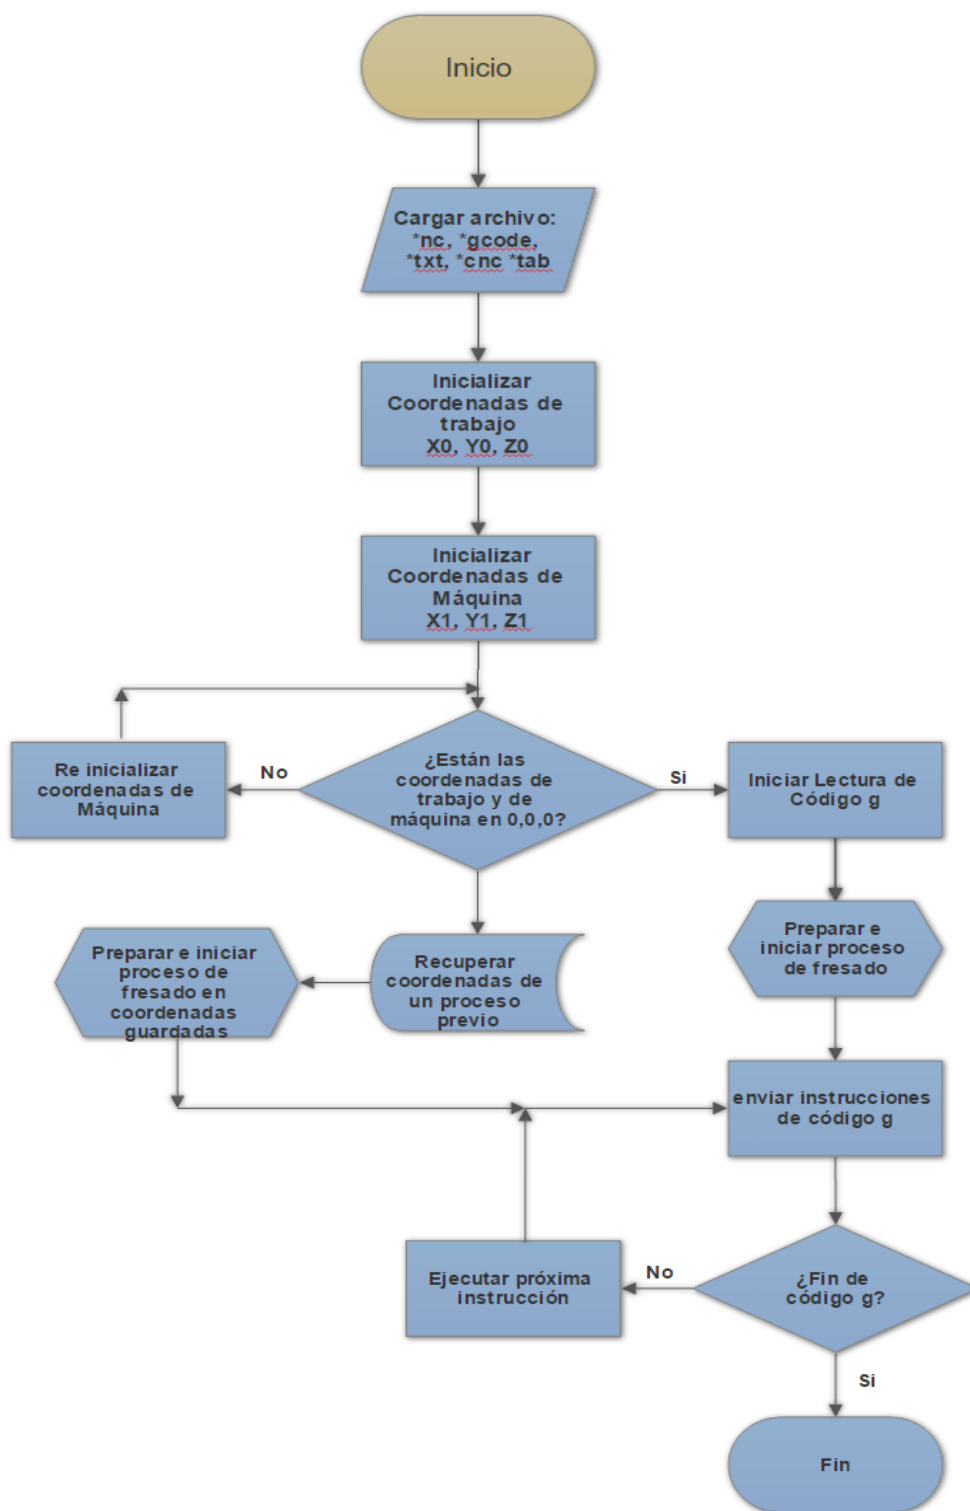 Inicio
Cargar archivo:
*nc, *gcode,
*txt, *cnc *tab
Inicializar
Coordenadas de
trabajo
X0, Y0, Z0
Inicializar
Coordenadas de
Máquina
X1, Y1, Z1
Re inicializar
coordenadas de
Máquina
No
¿Están las
coordenadas de
trabajo y de
máquina en 0,0,0?
Si
Iniciar Lectura de
Código g
Preparar e iniciar
proceso de
fresado en
coordenadas
guardadas
Recuperar
coordenadas de
un proceso
previo
Preparar e
iniciar proceso
de fresado
enviar instrucciones
de código g
Ejecutar próxima
instrucción
No
¿Fin de
código g?
Si
Fin